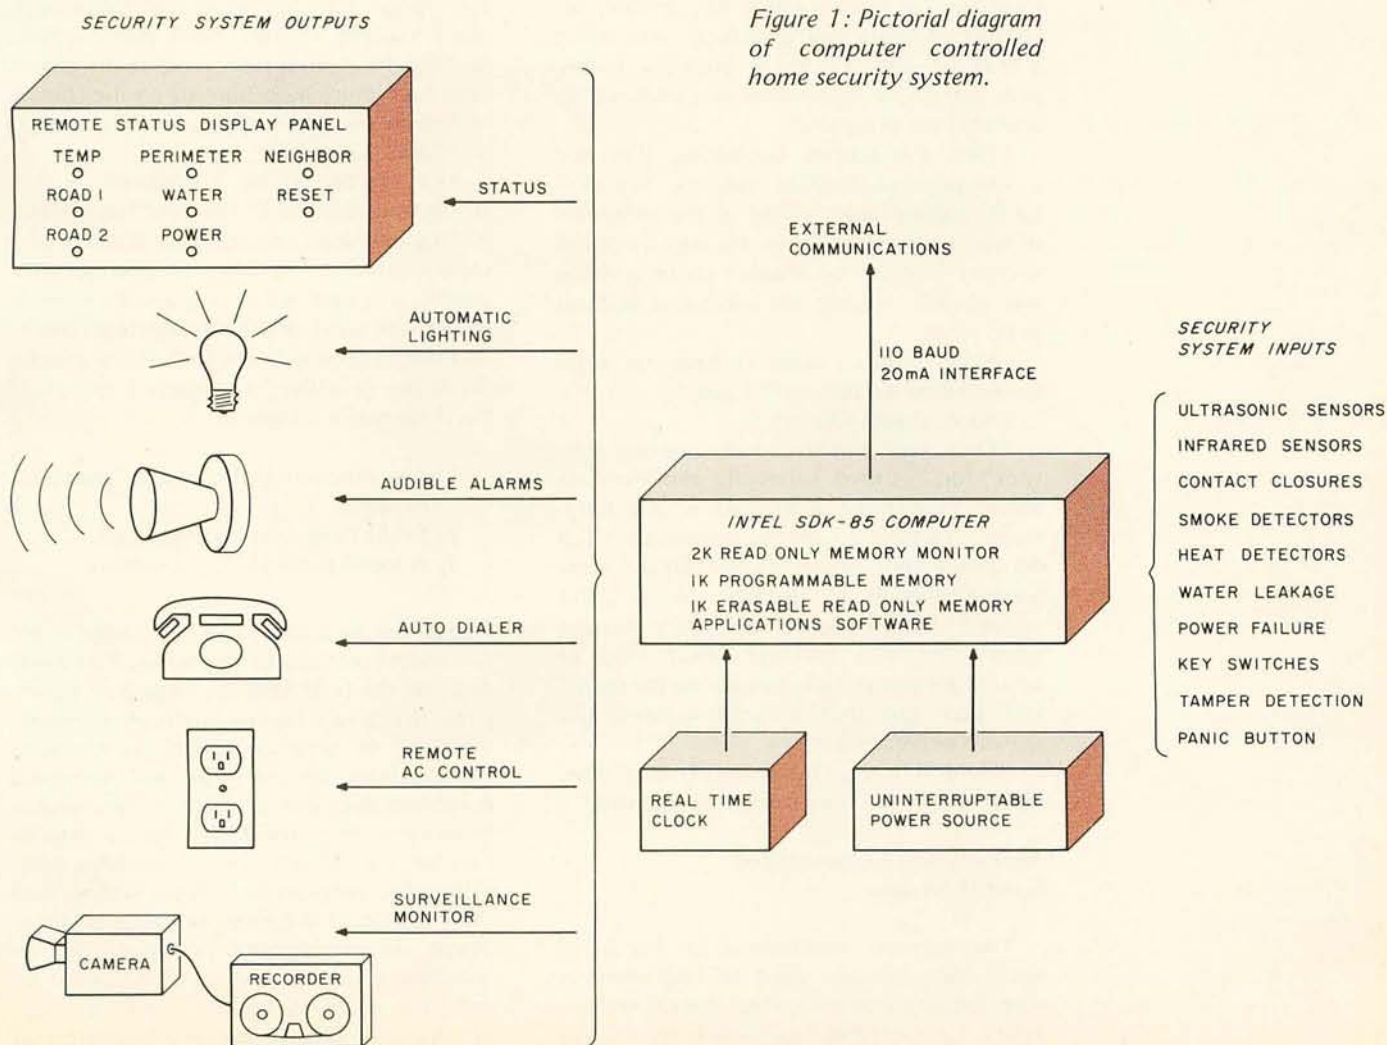 SECURITY SYSTEM OUTPUTS
Figure 1: Pictorial diagram
of computer controlled
home security system.
REMOTE STATUS DISPLAY PANEL
TEMP PERIMETER NEIGHBOR
ROAD 1 WATER RESET
ROAD 2 POWER
STATUS
AUTOMATIC
LIGHTING
AUDIBLE ALARMS
AUTO DIALER
REMOTE
AC CONTROL
SURVEILLANCE
MONITOR
CAMERA
RECORDER
EXTERNAL
COMMUNICATIONS
110 BAUD
20mA INTERFACE
INTEL SDK-85 COMPUTER
2K READ ONLY MEMORY MONITOR
1K PROGRAMMABLE MEMORY
1K ERASABLE READ ONLY MEMORY
APPLICATIONS SOFTWARE
REAL TIME
CLOCK
UNINTERRUPTABLE
POWER SOURCE
SECURITY
SYSTEM INPUTS
ULTRASONIC SENSORS
INFRARED SENSORS
CONTACT CLOSURES
SMOKE DETECTORS
HEAT DETECTORS
WATER LEAKAGE
POWER FAILURE
KEY SWITCHES
TAMPER DETECTION
PANIC BUTTON